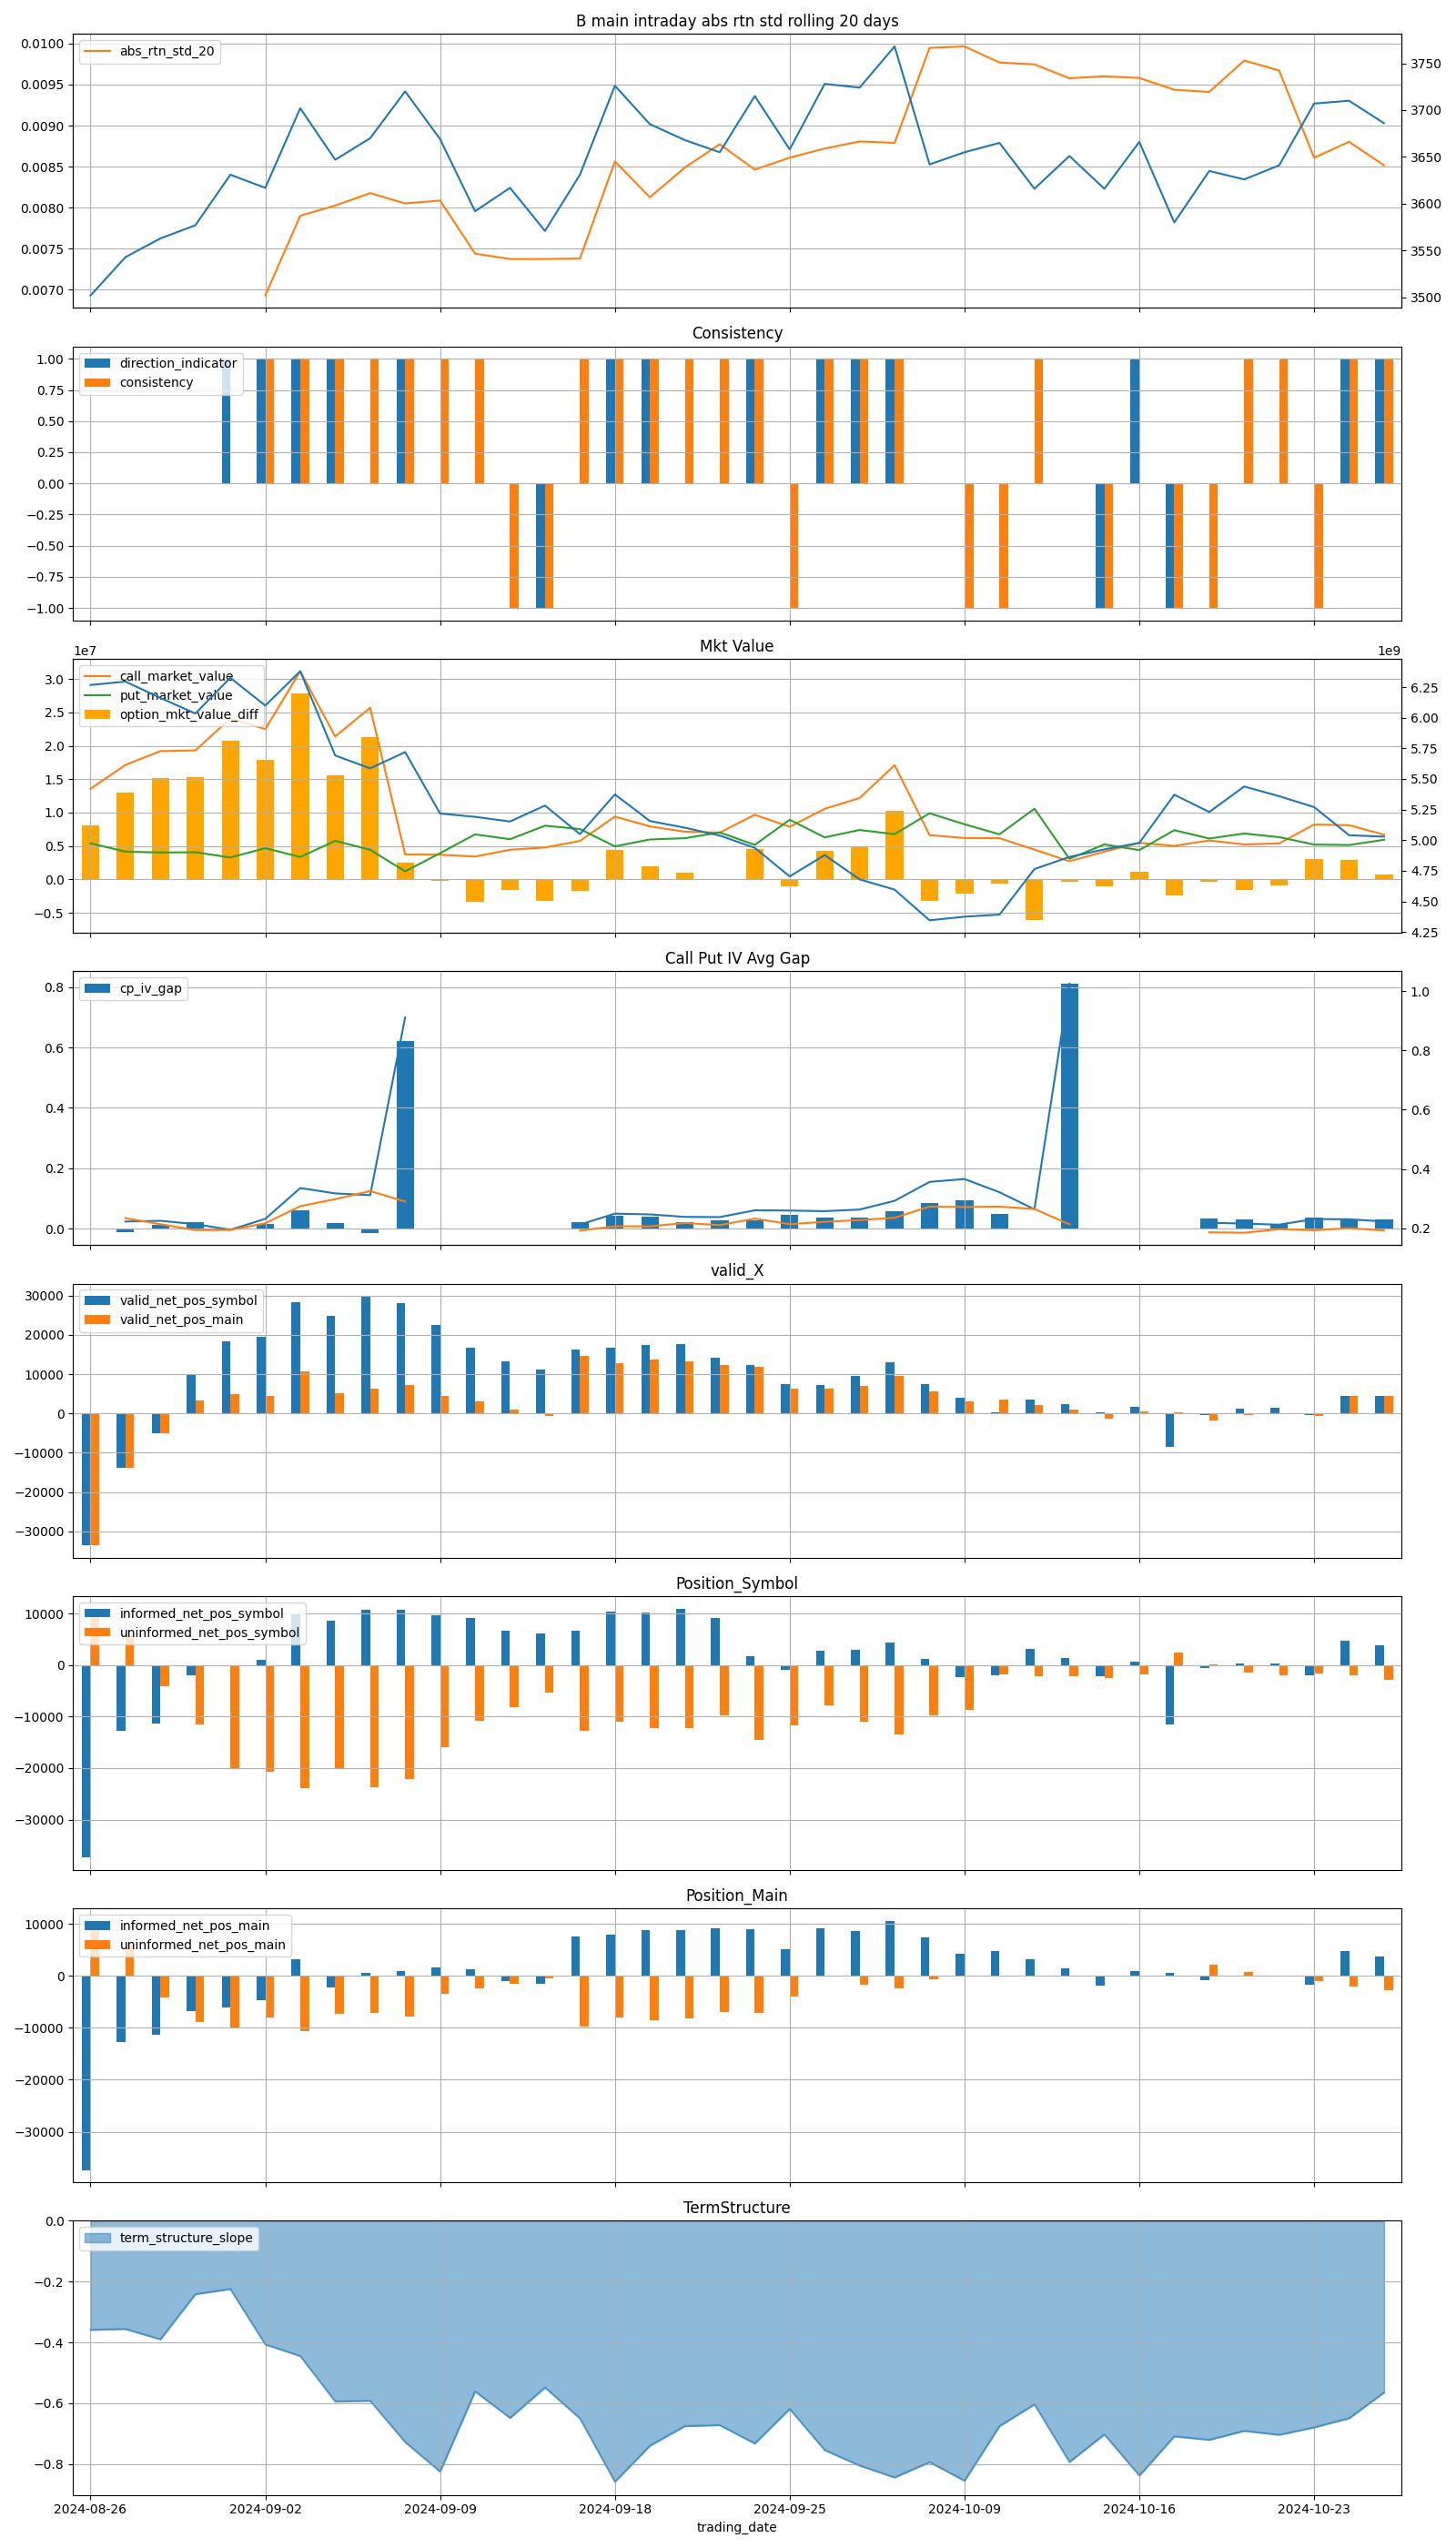 B main intraday abs rtn std rolling 20 days
abs_rtn_std_20
0.0100
0.0095
0.0090
0.0085
0.0080
0.0075
0.0070
3750
3700
3650
3600
3550
3500
Consistency
direction_indicator
consistency
1.00
0.75
0.50
0.25
0.00
−0.25
−0.50
−0.75
−1.00
Mkt Value
1e7
1e9
call_market_value
put_market_value
option_mkt_value_diff
3.0
2.5
2.0
1.5
1.0
0.5
0.0
−0.5
6.25
6.00
5.75
5.50
5.25
5.00
4.75
4.50
4.25
Call Put IV Avg Gap
cp_iv_gap
0.8
0.6
0.4
0.2
0.0
1.0
0.8
0.6
0.4
0.2
valid_X
valid_net_pos_symbol
valid_net_pos_main
30000
20000
10000
0
−10000
−20000
−30000
Position_Symbol
informed_net_pos_symbol
uninformed_net_pos_symbol
10000
0
−10000
−20000
−30000
Position_Main
informed_net_pos_main
uninformed_net_pos_main
10000
0
−10000
−20000
−30000
TermStructure
term_structure_slope
0.0
−0.2
−0.4
−0.6
−0.8
2024-08-26 2024-09-02 2024-09-09 2024-09-18 2024-09-25 2024-10-09 2024-10-16 2024-10-23
trading_date